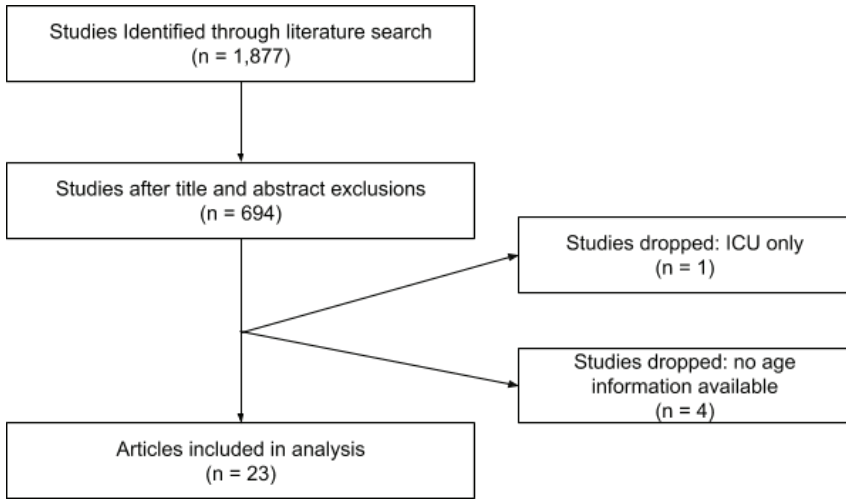 Studies Identified through literature search
(n = 1,877)
Studies after title and abstract exclusions
(n = 694)
Studies dropped: ICU only
(n = 1)
Studies dropped: no age
information available
(n = 4)
Articles included in analysis
(n = 23)